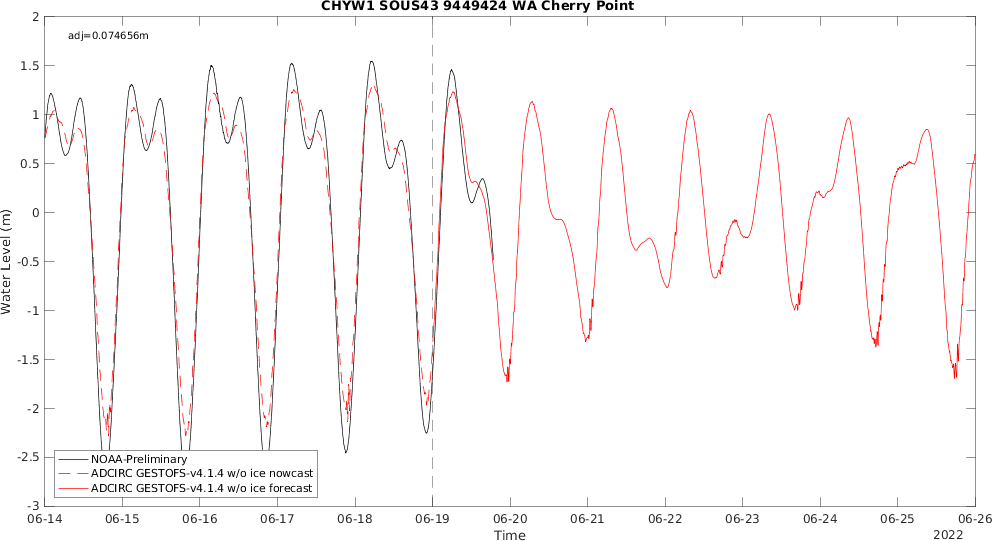 CHYW1 SOUS43 9449424 WA Cherry Point
adj=0.074656m
2
1.5
1
0.5
0
-0.5
-1
-1.5
-2
-2.5
-3
Water Level (m)
NOAA-Preliminary
ADCIRC GESTOFS-v4.1.4 w/o ice nowcast
ADCIRC GESTOFS-v4.1.4 w/o ice forecast
06-14 06-15 06-16 06-17 06-18 06-19 06-20 06-21 06-22 06-23 06-24 06-25 06-26
Time
2022